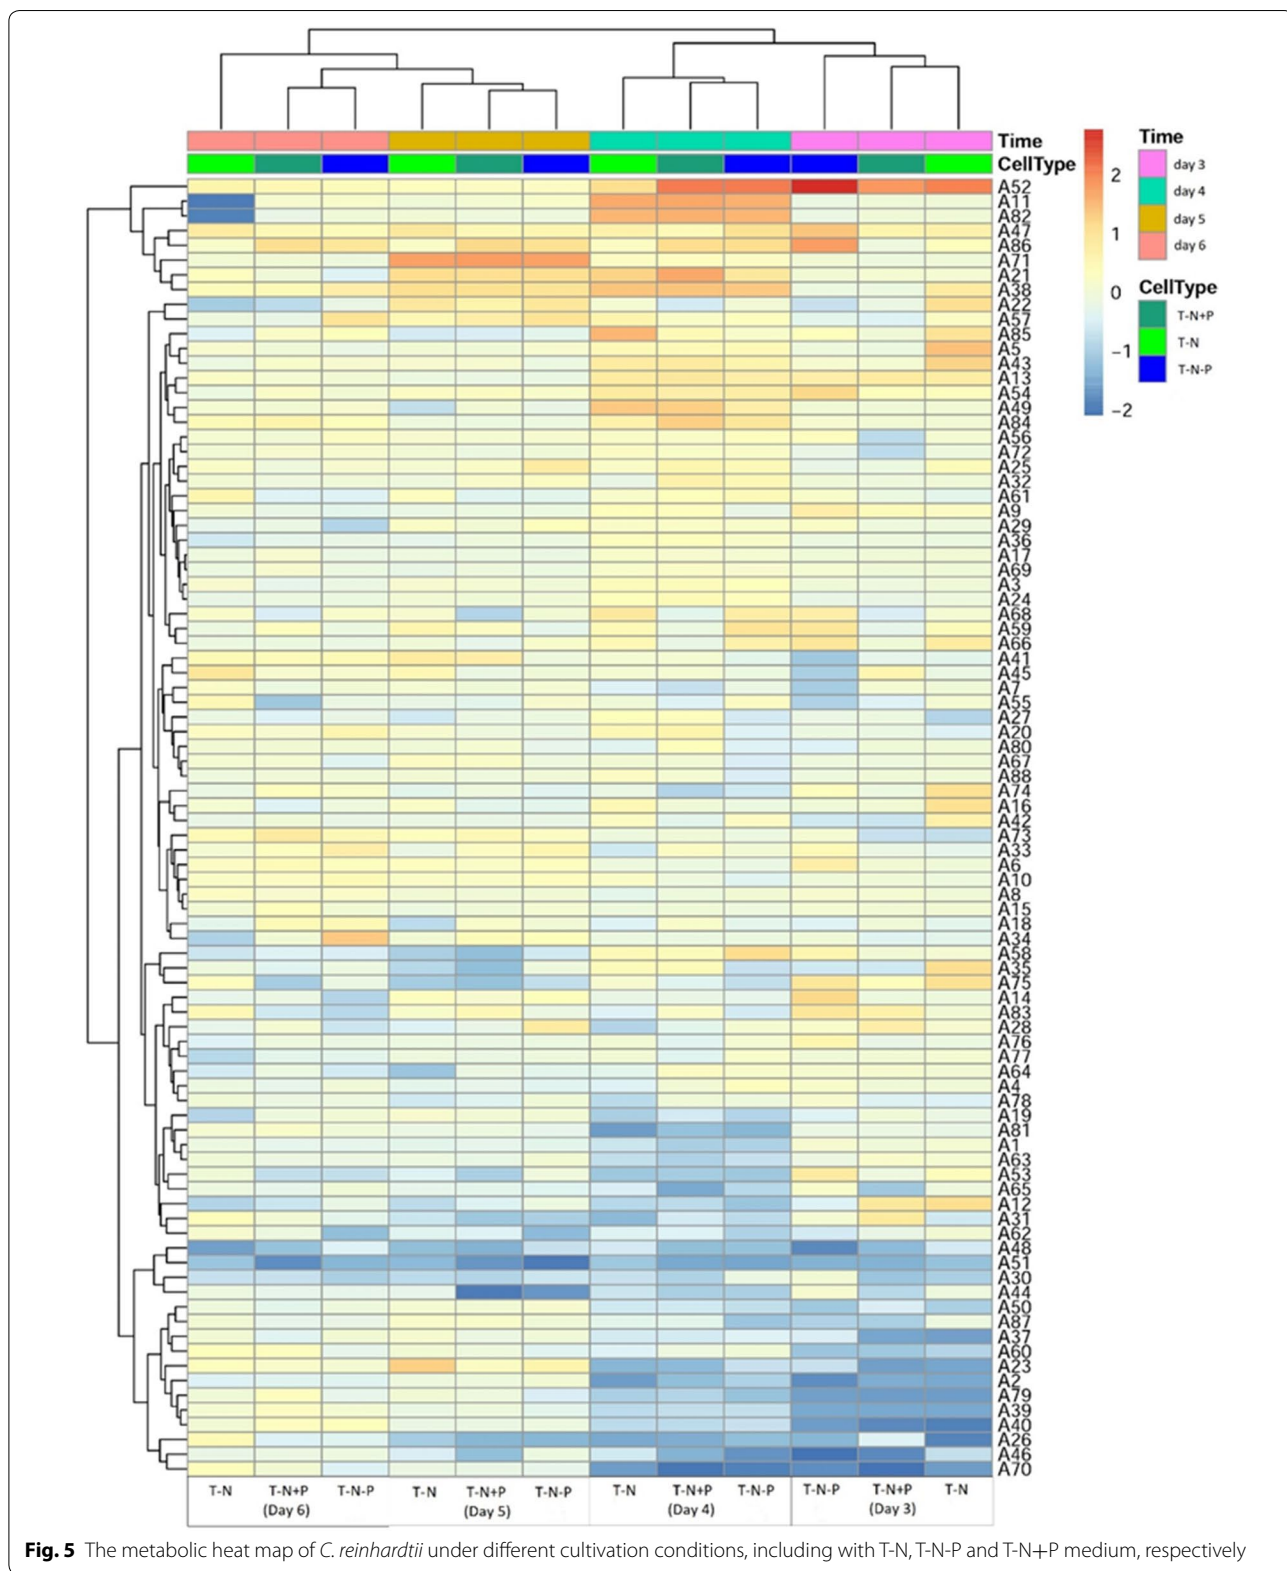 Time
CellType
A52
A11
A82
A47
A86
A71
A21
A38
A22
A57
A85
A5
A43
A13
A54
A49
A84
A56
A72
A25
A32
A61
A9
A29
A36
A17
A69
A3
A24
A68
A59
A66
A41
A45
A7
A55
A27
A20
A80
A67
A88
A74
A16
A42
A73
A33
A6
A10
A8
A15
A18
A34
A58
A35
A75
A14
A83
A28
A76
A77
A64
A4
A78
A19
A81
A1
A63
A53
A65
A12
A31
A62
A48
A51
A30
A44
A50
A87
A37
A60
A23
A2
A79
A39
A40
A26
A46
A70
2
1
0
−1
−2
Time
day 3
day 4
day 5
day 6
CellType
T-N+P
T-N
T-N-P
T-N T-N+P T-N-P T-N T-N+P T-N-P T-N T-N+P T-N-P T-N-P T-N+P T-N
(Day 6) (Day 5) (Day 4) (Day 3)
Fig. 5 The metabolic heat map of C. reinhardtii under different cultivation conditions, including with T-N, T-N-P and T-N+P medium, respectively